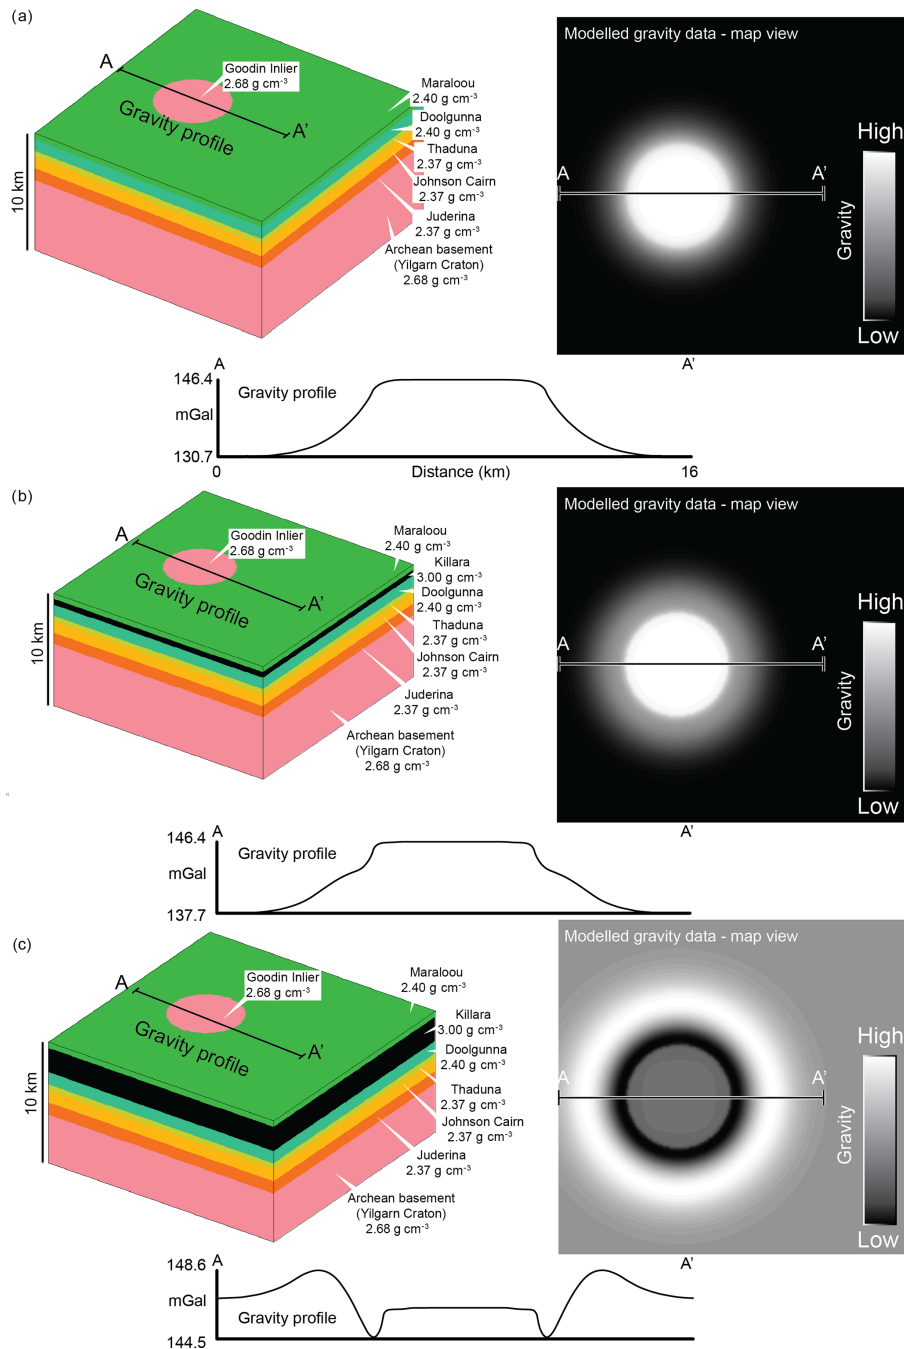 (a)
A
Goodin Inlier
2.68 g cm⁻³
Gravity profile
A'
Maraloou
2.40 g cm⁻³
Doolgunna
2.40 g cm⁻³
Thaduna
2.37 g cm⁻³
Johnson Cairn
2.37 g cm⁻³
Juderina
2.37 g cm⁻³
Archean basement
(Yilgarn Craton)
2.68 g cm⁻³
10 km
Modelled gravity data - map view
A
A'
High
Gravity
Low
A
A'
146.4
Gravity profile
mGal
130.7
0
Distance (km)
16
(b)
A
Goodin Inlier
2.68 g cm⁻³
Gravity profile
A'
Maraloou
2.40 g cm⁻³
Killara
3.00 g cm⁻³
Doolgunna
2.40 g cm⁻³
Thaduna
2.37 g cm⁻³
Johnson Cairn
2.37 g cm⁻³
Juderina
2.37 g cm⁻³
Archean basement
(Yilgarn Craton)
2.68 g cm⁻³
10 km
Modelled gravity data - map view
A
A'
High
Gravity
Low
A
A'
146.4
Gravity profile
mGal
137.7
(c)
A
Goodin Inlier
2.68 g cm⁻³
Gravity profile
A'
Maraloou
2.40 g cm⁻³
Killara
3.00 g cm⁻³
Doolgunna
2.40 g cm⁻³
Thaduna
2.37 g cm⁻³
Johnson Cairn
2.37 g cm⁻³
Juderina
2.37 g cm⁻³
Archean basement
(Yilgarn Craton)
2.68 g cm⁻³
10 km
Modelled gravity data - map view
A
A'
High
Gravity
Low
A
A'
148.6
mGal
Gravity profile
144.5